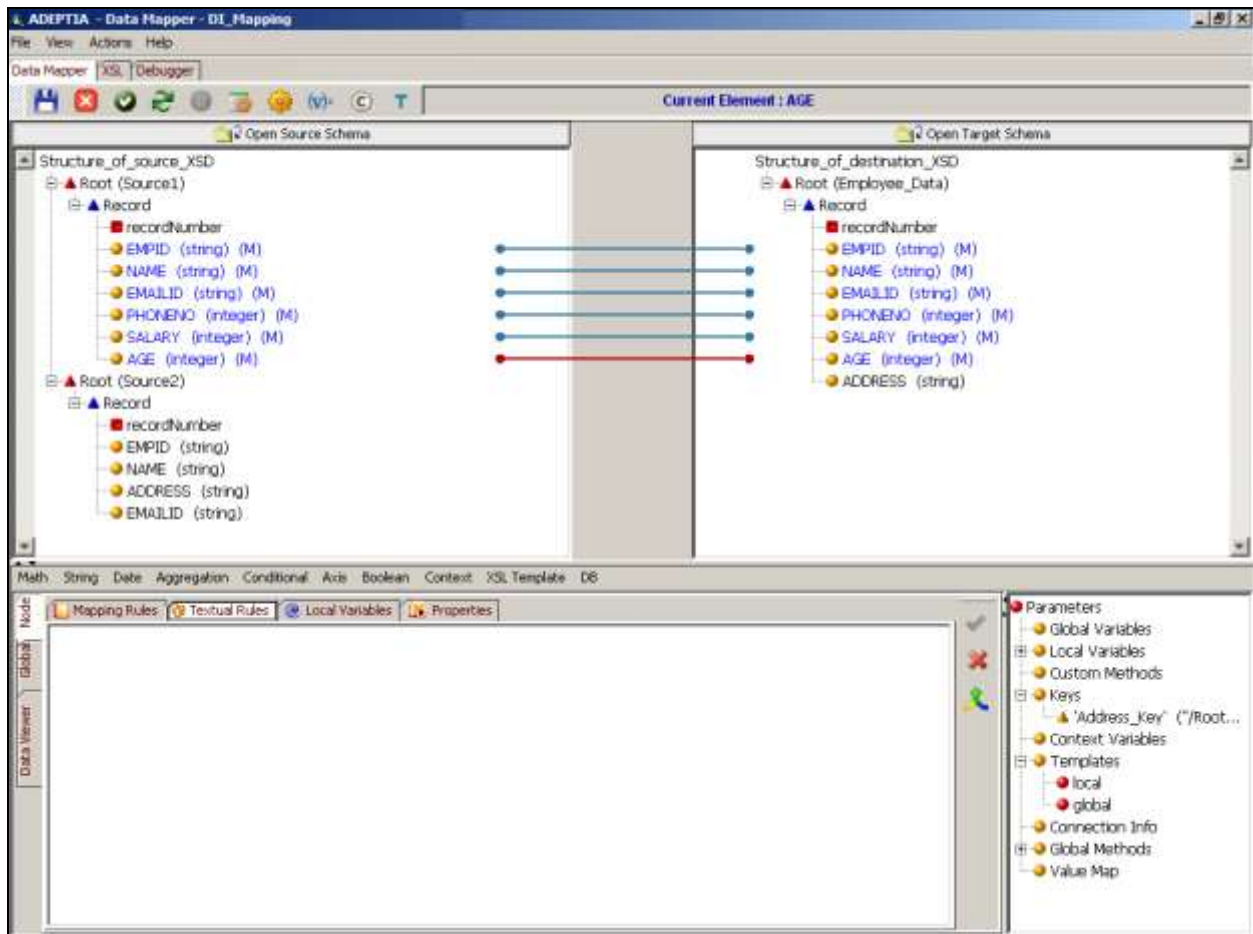 ADEPTIA - Data Mapper - DI_Mapping
File View Actions Help
Data Mapper XSL Debugger
(v)= C T Current Element : AGE
Open Source Schema
Open Target Schema
Structure_of_source_XSD
Root (Source1)
Record
recordNumber
EMPID (string) (M)
NAME (string) (M)
EMAILID (string) (M)
PHONENO (integer) (M)
SALARY (integer) (M)
AGE (integer) (M)
Root (Source2)
Record
recordNumber
EMPID (string)
NAME (string)
ADDRESS (string)
EMAILID (string)
Structure_of_destination_XSD
Root (Employee_Data)
Record
recordNumber
EMPID (string) (M)
NAME (string) (M)
EMAILID (string) (M)
PHONENO (integer) (M)
SALARY (integer) (M)
AGE (integer) (M)
ADDRESS (string)
Math String Date Aggregation Conditional Axis Boolean Context XSL Template DB
Node
Global
Data Viewer
Mapping Rules Textual Rules Local Variables Properties
Parameters
Global Variables
Local Variables
Custom Methods
Keys
'Address_Key' ("/Root...
Context Variables
Templates
local
global
Connection Info
Global Methods
Value Map